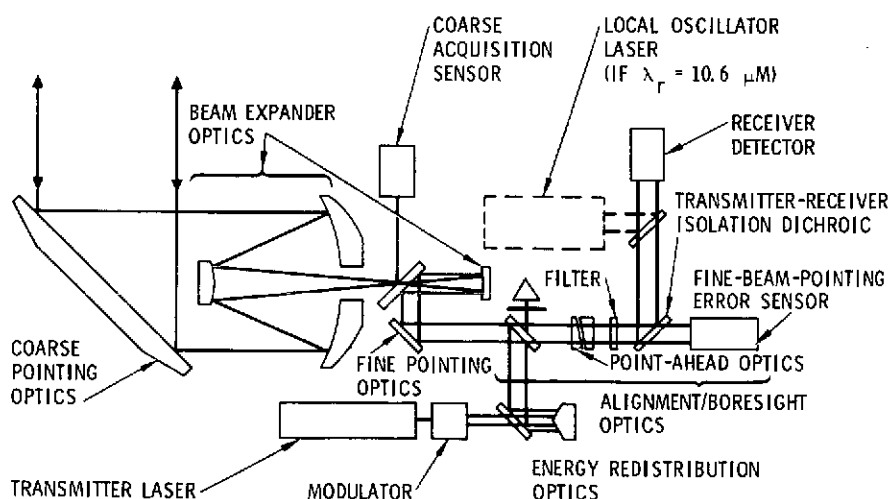 COARSE
ACQUISITION
SENSOR
LOCAL OSCILLATOR
LASER
(IF λr = 10.6 μM)
BEAM EXPANDER
OPTICS
RECEIVER
DETECTOR
TRANSMITTER-RECEIVER
ISOLATION DICHROIC
FILTER
FINE-BEAM-POINTING
ERROR SENSOR
COARSE
POINTING
OPTICS
FINE POINTING
OPTICS
POINT-AHEAD OPTICS
ALIGNMENT/BORESIGHT
OPTICS
TRANSMITTER LASER
MODULATOR
ENERGY REDISTRIBUTION
OPTICS